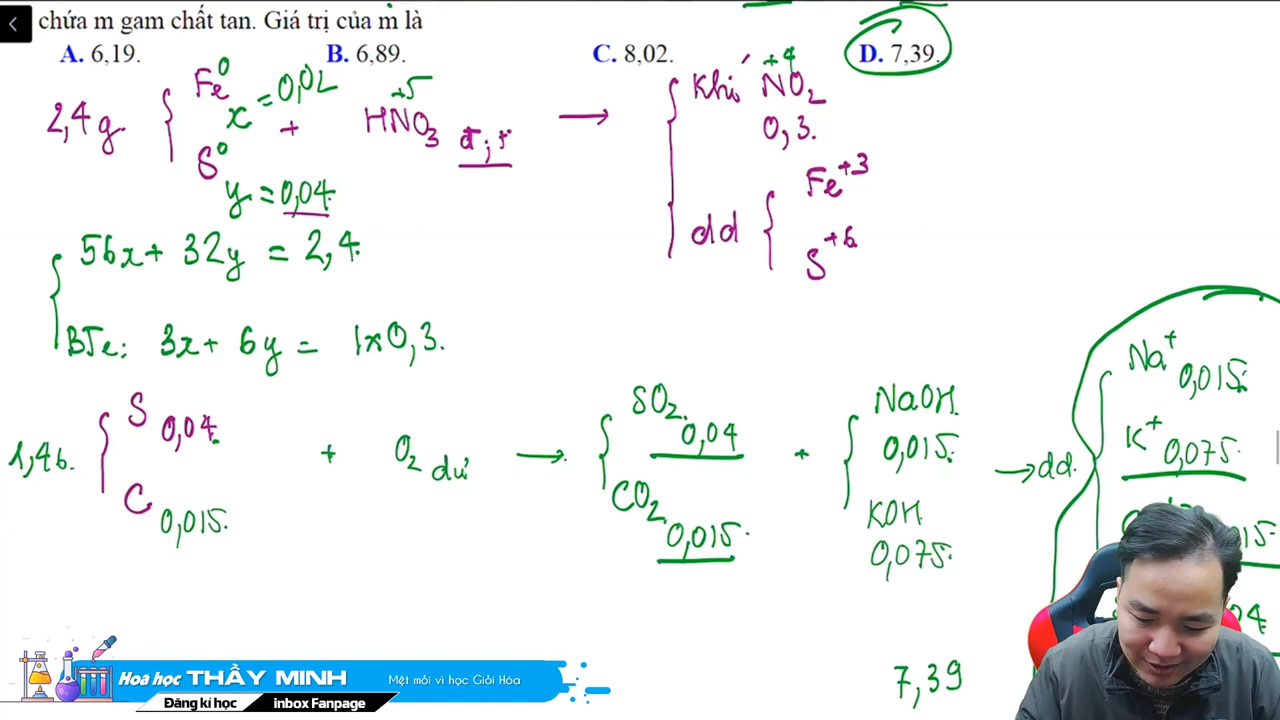 chứa m gam chất tan. Giá trị của m là
A. 6,19. B. 6,89. C. 8,02. D. 7,39.
2,4g { Fe⁰ x = 0,02 + HNO₃ đ; → { Khí NO₂ 0,3.
S⁰ y = 0,04. dd { Fe⁺³
S⁺⁶
+5
+4
{ 56x + 32y = 2,4.
BTe: 3x + 6y = 1x0,3.
1,46. { S 0,04. + O₂ dư → { SO₂ 0,04 + { NaOH. 0,015. → dd. { Na⁺ 0,015.
C 0,015. CO₂ 0,015. KOH 0,075. K⁺ 0,075.
7,39
Hoá học THẦY MINH
Mệt mỏi vì học Giỏi Hóa
Đăng kí học inbox Fanpage